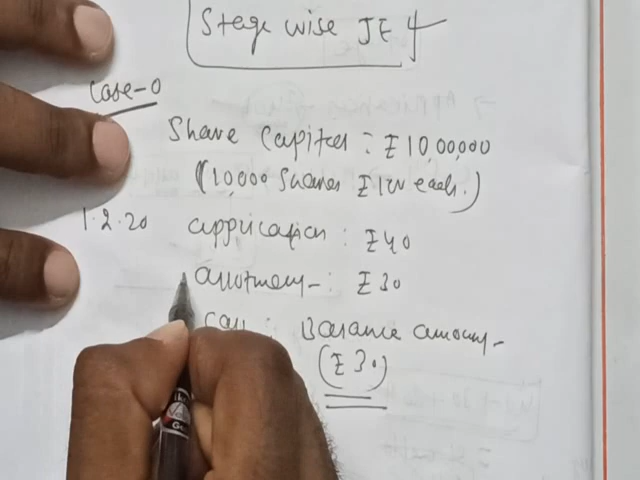 Stage wise JE
Case-0
Share Capital: ₹10,00,000
(10,000 Shares ₹100 each.)
1.2.20 application: ₹40
allotment-: ₹30
Call: Balance amount-
(₹30)